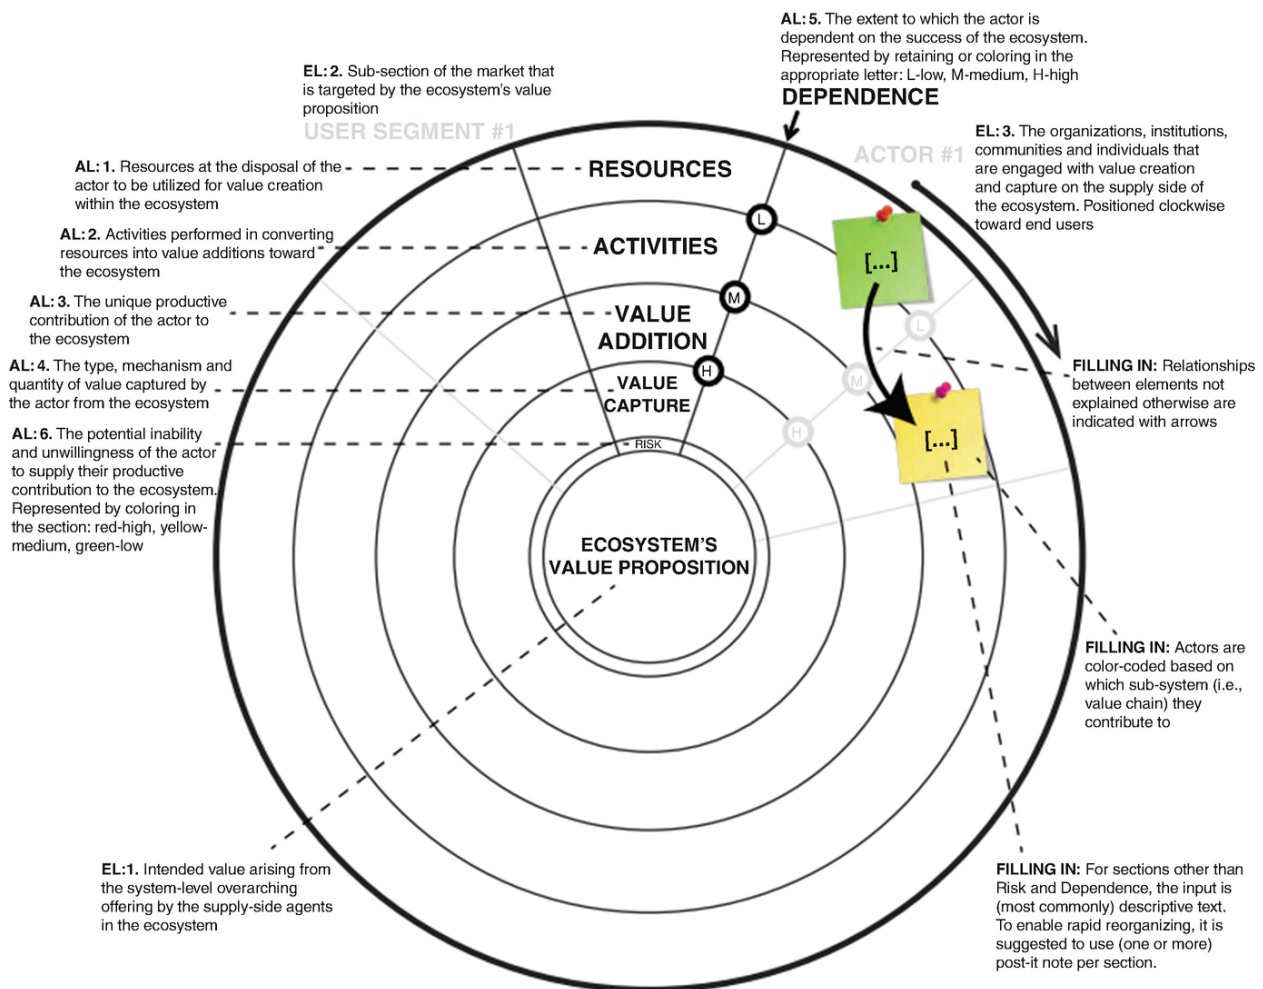 AL: 5. The extent to which the actor is
dependent on the success of the ecosystem.
Represented by retaining or coloring in the
appropriate letter: L-low, M-medium, H-high
DEPENDENCE
EL: 2. Sub-section of the market that
is targeted by the ecosystem's value
proposition
USER SEGMENT #1
ACTOR #1
EL: 3. The organizations, institutions,
communities and individuals that
are engaged with value creation
and capture on the supply side of
the ecosystem. Positioned clockwise
toward end users
AL: 1. Resources at the disposal of the
actor to be utilized for value creation
within the ecosystem
AL: 2. Activities performed in converting
resources into value additions toward
the ecosystem
AL: 3. The unique productive
contribution of the actor to
the ecosystem
AL: 4. The type, mechanism and
quantity of value captured by
the actor from the ecosystem
AL: 6. The potential inability
and unwillingness of the actor
to supply their productive
contribution to the ecosystem.
Represented by coloring in
the section: red-high, yellow-
medium, green-low
RESOURCES
L
ACTIVITIES
M
VALUE
ADDITION
H
VALUE
CAPTURE
RISK
ECOSYSTEM'S
VALUE PROPOSITION
[...]
L
M
H
[...]
FILLING IN: Relationships
between elements not
explained otherwise are
indicated with arrows
FILLING IN: Actors are
color-coded based on
which sub-system (i.e.,
value chain) they
contribute to
EL:1. Intended value arising from
the system-level overarching
offering by the supply-side agents
in the ecosystem
FILLING IN: For sections other than
Risk and Dependence, the input is
(most commonly) descriptive text.
To enable rapid reorganizing, it is
suggested to use (one or more)
post-it note per section.